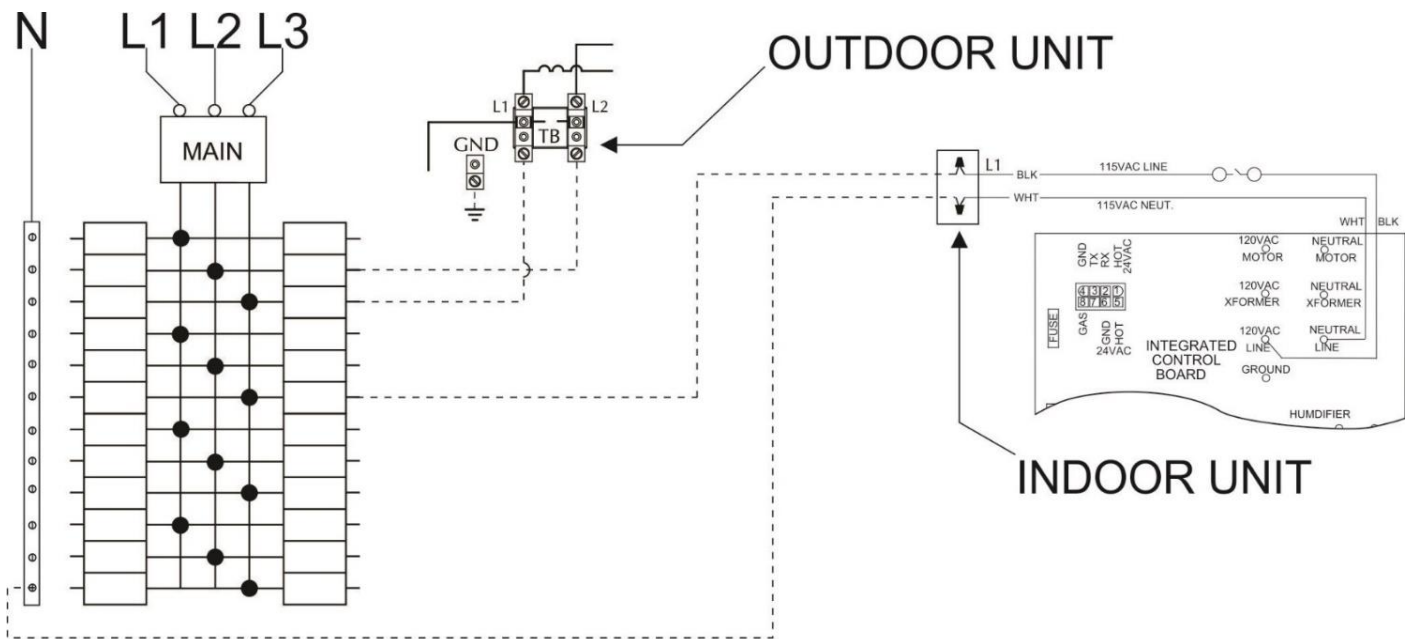 N L1 L2 L3
MAIN
L1 L2
TB
GND
OUTDOOR UNIT
L1
BLK 115VAC LINE
WHT 115VAC NEUT.
WHT BLK
GND
TX
RX
HOT
24VAC
4 3 2 1
8 7 6 5
GAS
GND
HOT
24VAC
FUSE
120VAC
MOTOR
NEUTRAL
MOTOR
120VAC
XFORMER
NEUTRAL
XFORMER
120VAC
LINE
NEUTRAL
LINE
INTEGRATED
CONTROL
BOARD
GROUND
HUMDIFIER
INDOOR UNIT